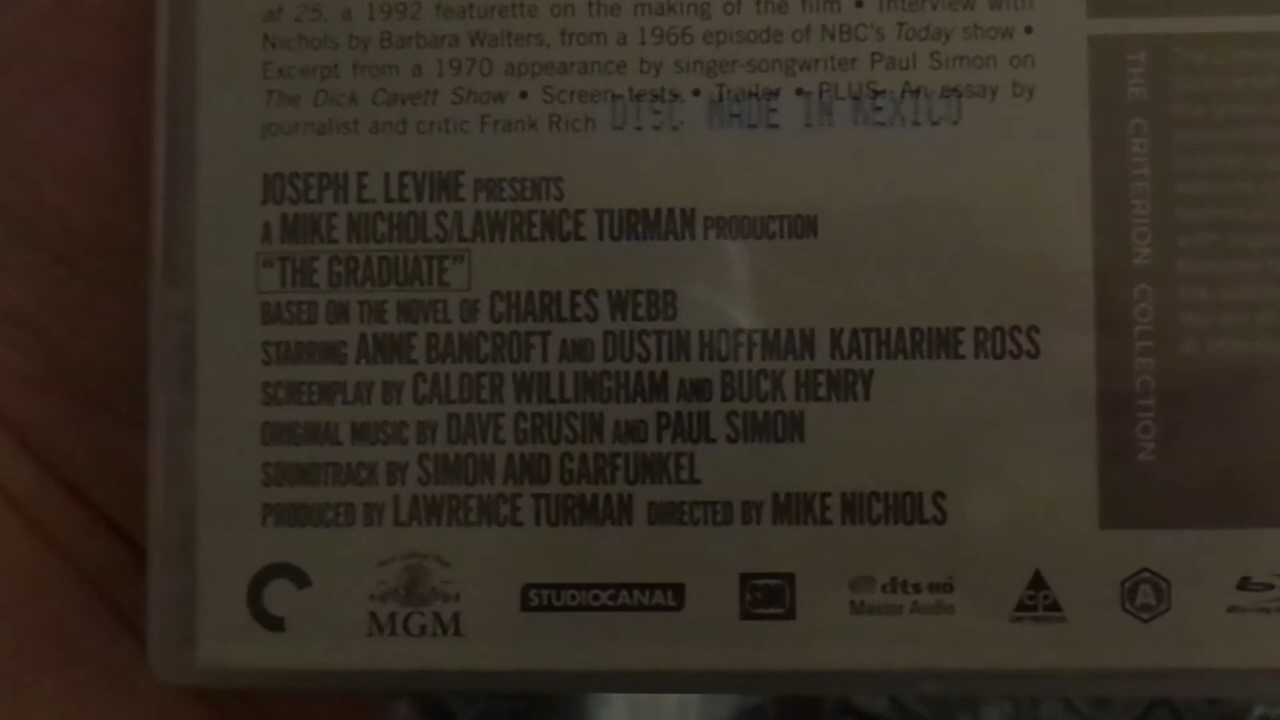 at 25, a 1992 featurette on the making of the film • Interview with
Nichols by Barbara Walters, from a 1966 episode of NBC's Today show •
Excerpt from a 1970 appearance by singer-songwriter Paul Simon on
The Dick Cavett Show • Screen tests • Trailer • PLUS: An essay by
journalist and critic Frank Rich
DISC MADE IN MEXICO
JOSEPH E. LEVINE PRESENTS
A MIKE NICHOLS/LAWRENCE TURMAN PRODUCTION
"THE GRADUATE"
BASED ON THE NOVEL OF CHARLES WEBB
STARRING ANNE BANCROFT AND DUSTIN HOFFMAN KATHARINE ROSS
SCREENPLAY BY CALDER WILLINGHAM AND BUCK HENRY
ORIGINAL MUSIC BY DAVE GRUSIN AND PAUL SIMON
SOUNDTRACK BY SIMON AND GARFUNKEL
PRODUCED BY LAWRENCE TURMAN DIRECTED BY MIKE NICHOLS
MGM
STUDIOCANAL
dts-HD
Master Audio
cp
A
THE CRITERION COLLECTION